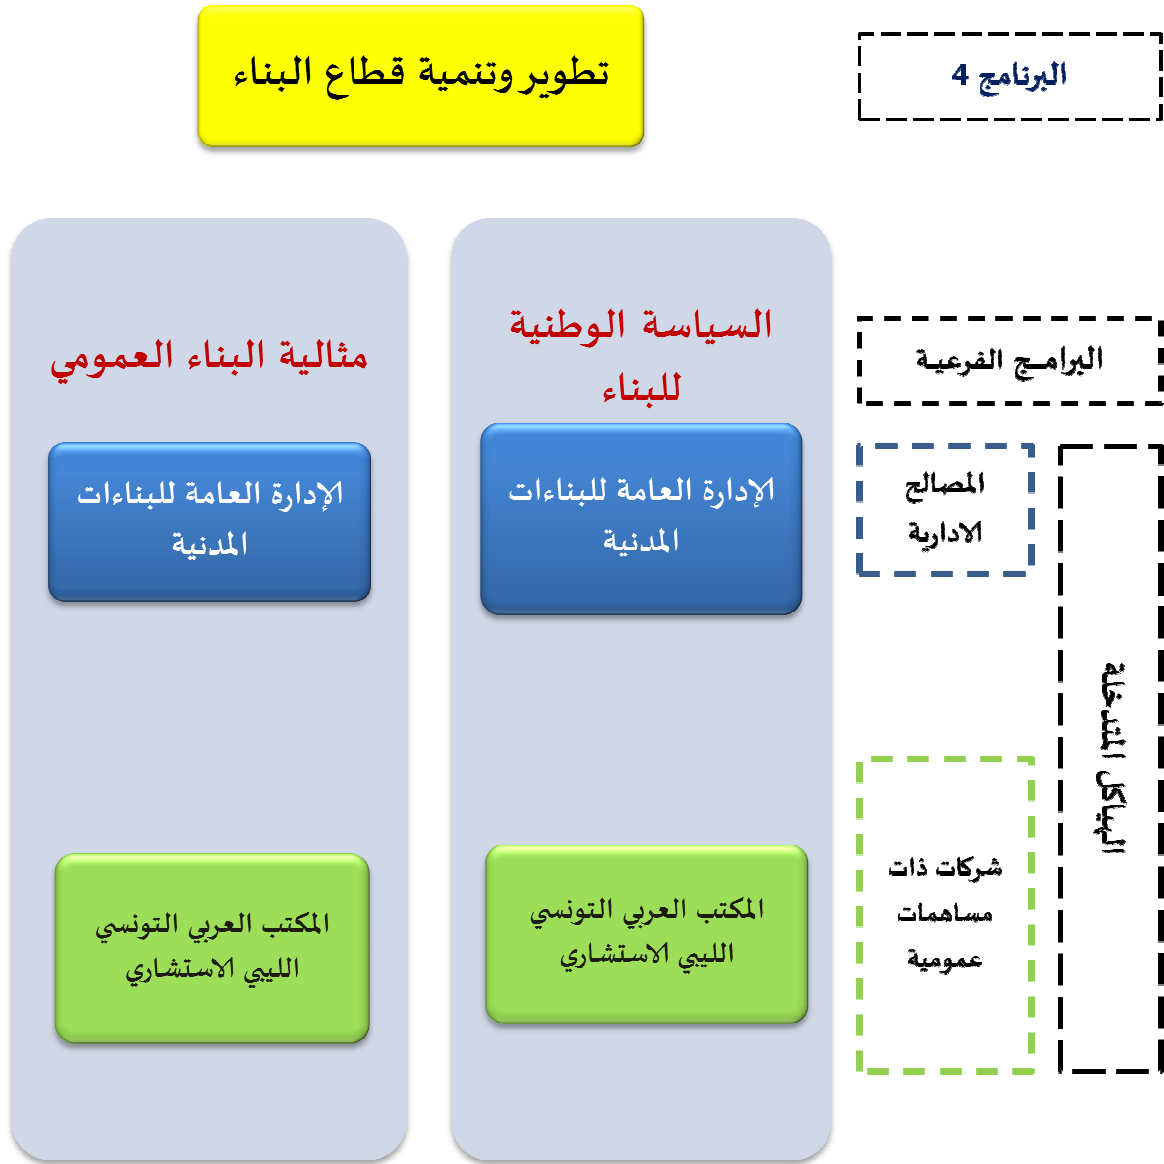 البرنامج 4
تطوير وتنمية قطاع البناء
البرامج الفرعية
السياسة الوطنية
للبناء
مثالية البناء العمومي
الهياكل المتدخلة
المصالح
الادارية
الإدارة العامة للبناءات
المدنية
الإدارة العامة للبناءات
المدنية
شركات ذات
مساهمات
عمومية
المكتب العربي التونسي
الليبي الاستشاري
المكتب العربي التونسي
الليبي الاستشاري